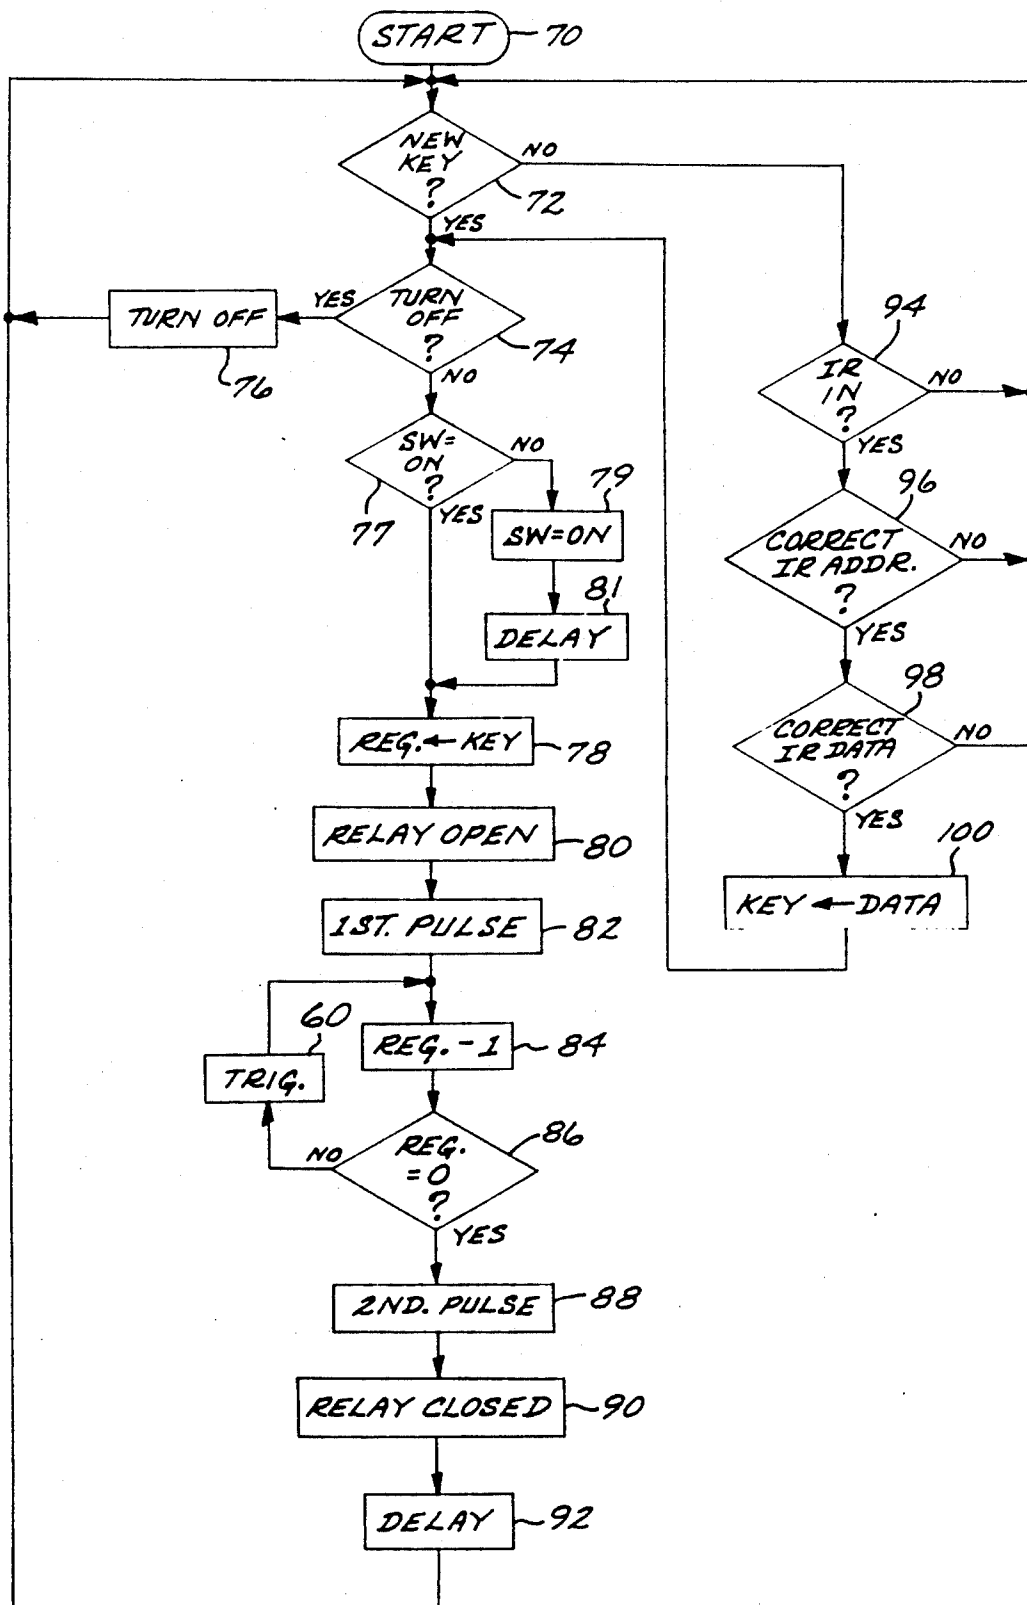 START
70
NEW
KEY
?
NO
72
YES
TURN
OFF
?
YES
TURN OFF
76
74
NO
94
IR
IN
?
NO
YES
SW=
ON
?
NO
77
YES
79
SW=ON
81
DELAY
96
CORRECT
IR ADDR.
?
NO
YES
98
CORRECT
IR DATA
?
NO
YES
REG. ← KEY
78
RELAY OPEN
80
100
KEY ← DATA
1ST. PULSE
82
60
TRIG.
REG. - 1
84
REG.
=0
?
86
NO
YES
2ND. PULSE
88
RELAY CLOSED
90
DELAY
92